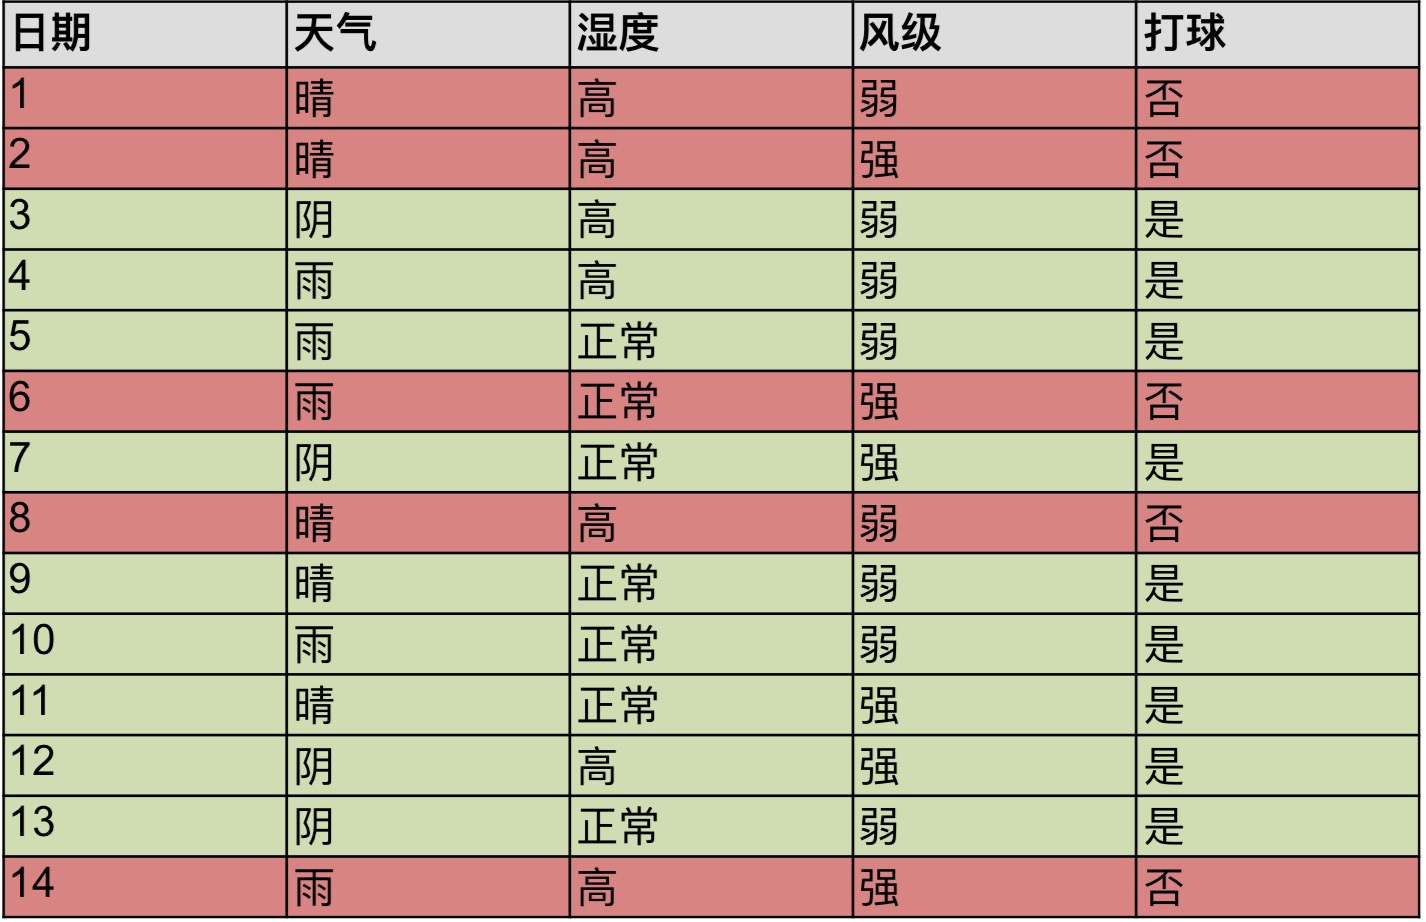 日期 天气 湿度 风级 打球
1 晴 高 弱 否
2 晴 高 强 否
3 阴 高 弱 是
4 雨 高 弱 是
5 雨 正常 弱 是
6 雨 正常 强 否
7 阴 正常 强 是
8 晴 高 弱 否
9 晴 正常 弱 是
10 雨 正常 弱 是
11 晴 正常 强 是
12 阴 高 强 是
13 阴 正常 弱 是
14 雨 高 强 否